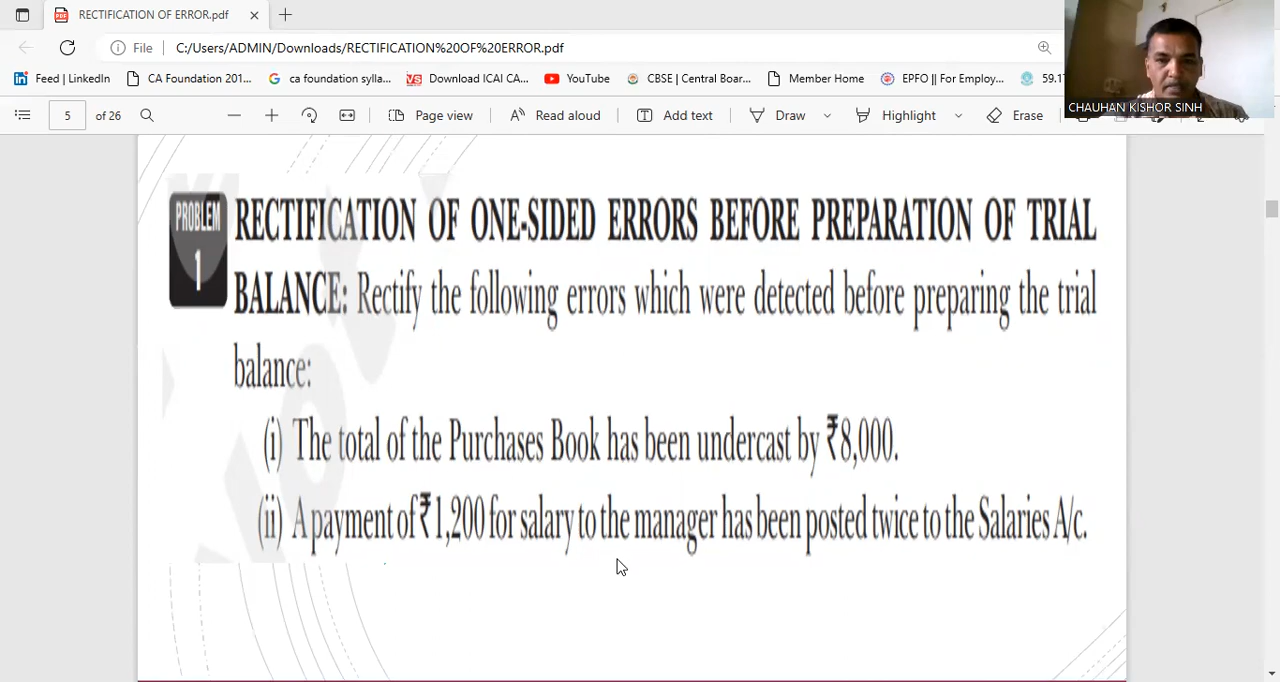 RECTIFICATION OF ERROR.pdf
File C:/Users/ADMIN/Downloads/RECTIFICATION%20OF%20ERROR.pdf
Feed | LinkedIn CA Foundation 201... ca foundation sylla... Download ICAI CA... YouTube CBSE | Central Boar... Member Home EPFO || For Employ... 59.1
CHAUHAN KISHOR SINH
5 of 26 Page view Read aloud Add text Draw Highlight Erase
PROBLEM
1
RECTIFICATION OF ONE-SIDED ERRORS BEFORE PREPARATION OF TRIAL
BALANCE: Rectify the following errors which were detected before preparing the trial
balance:
(i) The total of the Purchases Book has been undercast by ₹8,000.
(ii) A payment of ₹1,200 for salary to the manager has been posted twice to the Salaries A/c.